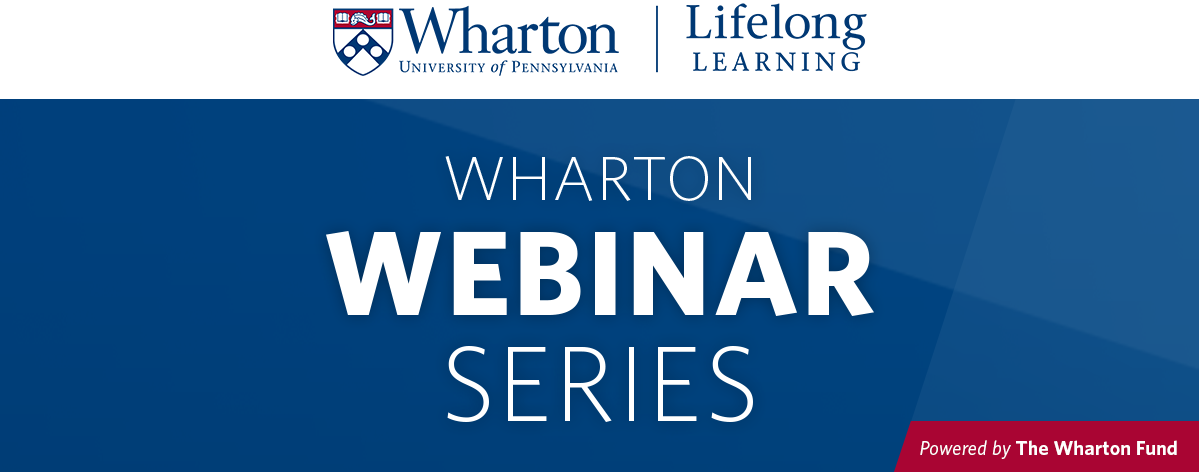 Wharton
UNIVERSITY of PENNSYLVANIA
Lifelong
LEARNING
WHARTON
WEBINAR
SERIES
Powered by The Wharton Fund